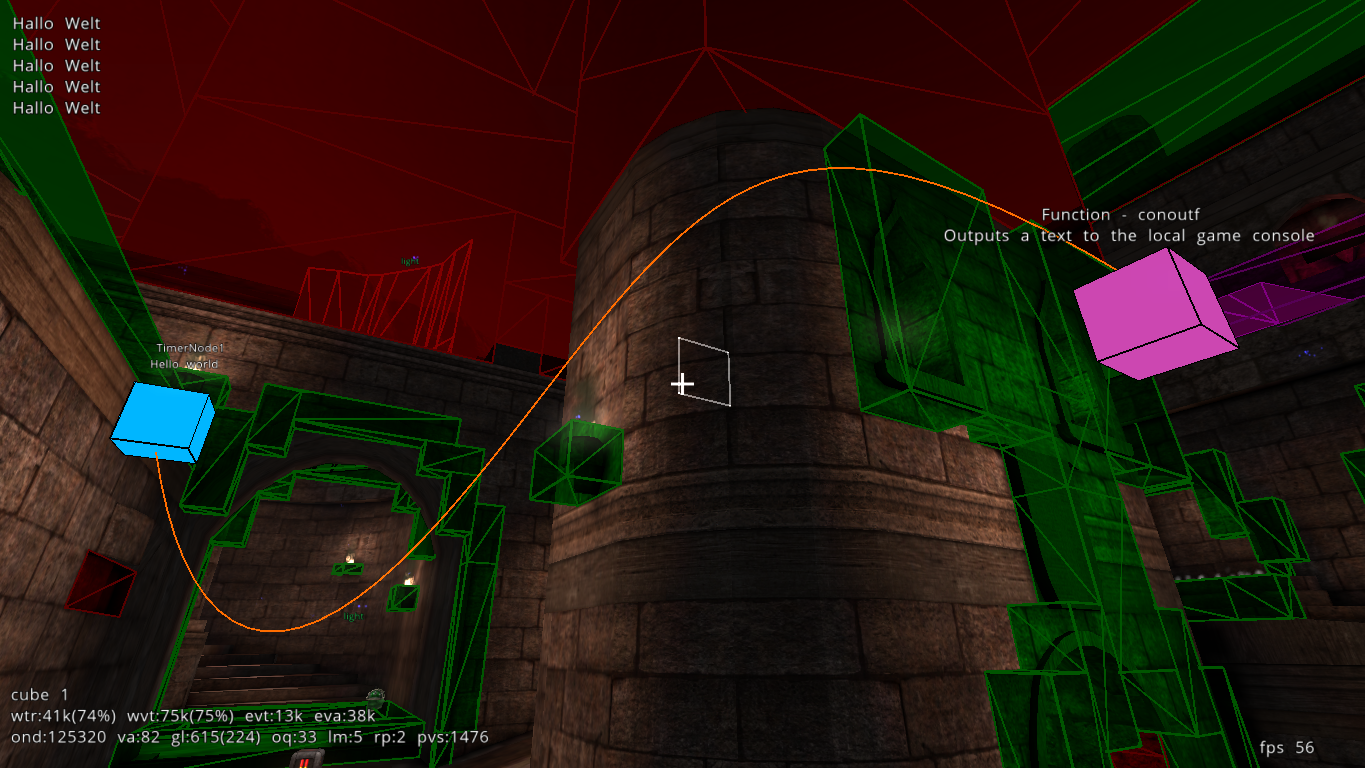 Hallo Welt
Hallo Welt
Hallo Welt
Hallo Welt
Hallo Welt
Function - conoutf
Outputs a text to the local game console
light
TimerNode1
Hello world
light
cube 1
wtr:41k(74%) wvt:75k(75%) evt:13k eva:38k
ond:125320 va:82 gl:615(224) oq:33 lm:5 rp:2 pvs:1476
fps 56